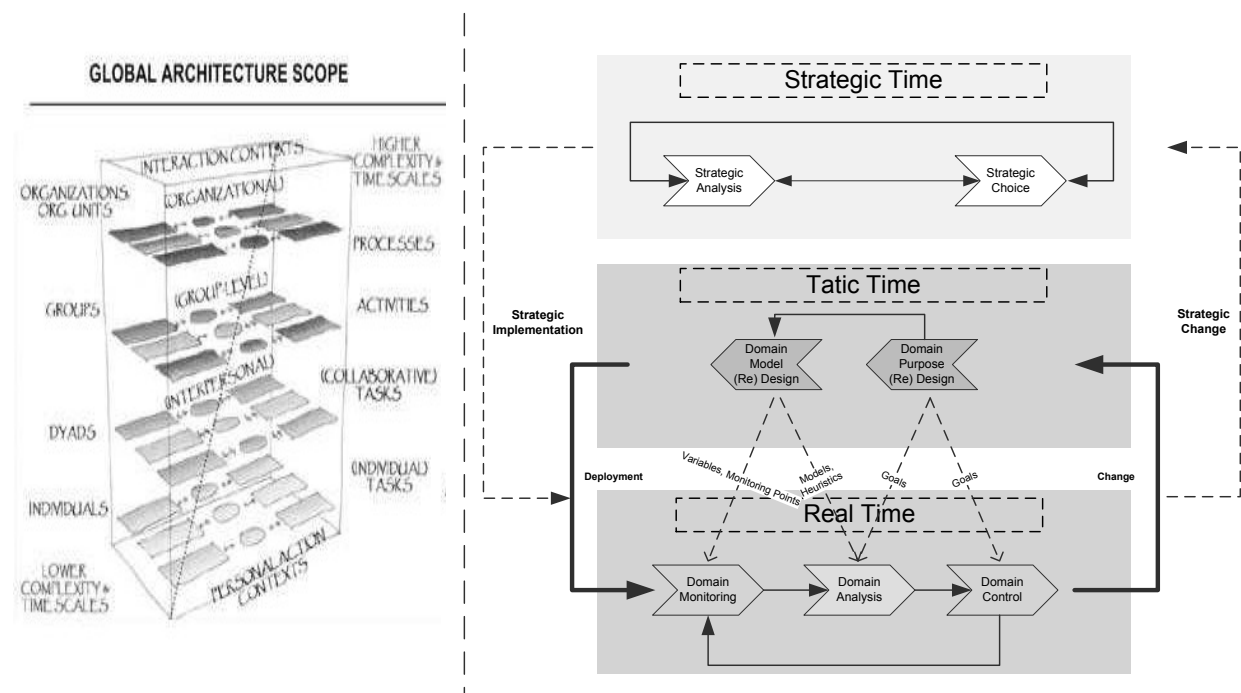 GLOBAL ARCHITECTURE SCOPE
INTERACTION CONTEXTS
HIGHER
COMPLEXITY &
TIME SCALES
ORGANIZATIONS,
ORG UNITS
(ORGANIZATIONAL)
PROCESSES
GROUPS
(GROUP-LEVEL)
ACTIVITIES
(INTERPERSONAL)
(COLLABORATIVE)
TASKS
DYADS
(INDIVIDUAL)
TASKS
INDIVIDUALS
LOWER
COMPLEXITY &
TIME SCALES
PERSONAL ACTION
CONTEXTS
Strategic Time
Strategic
Analysis
Strategic
Choice
Strategic
Implementation
Strategic
Change
Tatic Time
Domain
Model
(Re) Design
Domain
Purpose
(Re) Design
Deployment
Variables, Monitoring Points
Models,
Heuristics
Goals
Goals
Change
Real Time
Domain
Monitoring
Domain
Analysis
Domain
Control